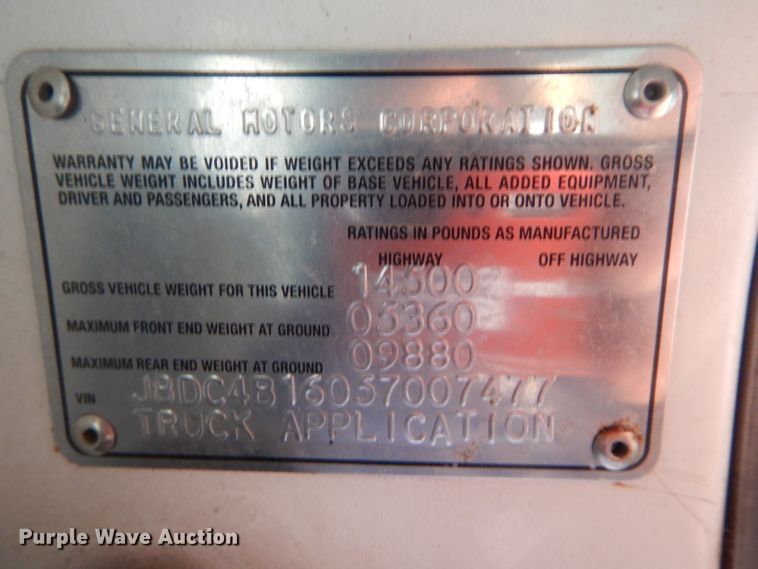 GENERAL MOTORS CORPORATION
WARRANTY MAY BE VOIDED IF WEIGHT EXCEEDS ANY RATINGS SHOWN. GROSS
VEHICLE WEIGHT INCLUDES WEIGHT OF BASE VEHICLE, ALL ADDED EQUIPMENT,
DRIVER AND PASSENGERS, AND ALL PROPERTY LOADED INTO OR ONTO VEHICLE.
RATINGS IN POUNDS AS MANUFACTURED
HIGHWAY OFF HIGHWAY
GROSS VEHICLE WEIGHT FOR THIS VEHICLE 14500
MAXIMUM FRONT END WEIGHT AT GROUND 05360
MAXIMUM REAR END WEIGHT AT GROUND 09880
VIN J8DC4B16057007477
TRUCK APPLICATION
Purple Wave Auction